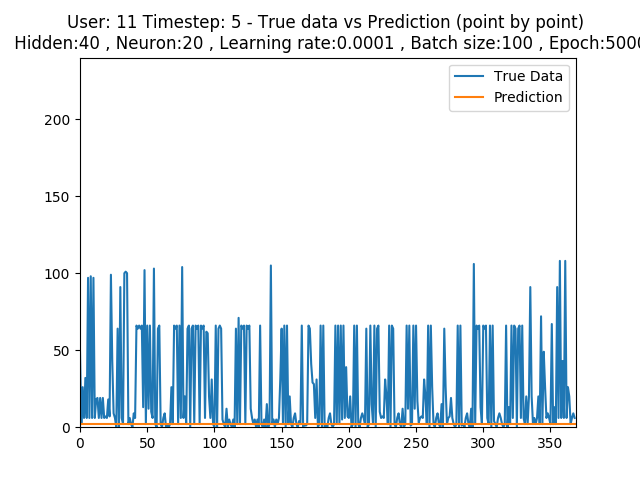 User: 11 Timestep: 5 - True data vs Prediction (point by point)
Hidden:40 , Neuron:20 , Learning rate:0.0001 , Batch size:100 , Epoch:5000
True Data
Prediction
200
150
100
50
0
0 50 100 150 200 250 300 350